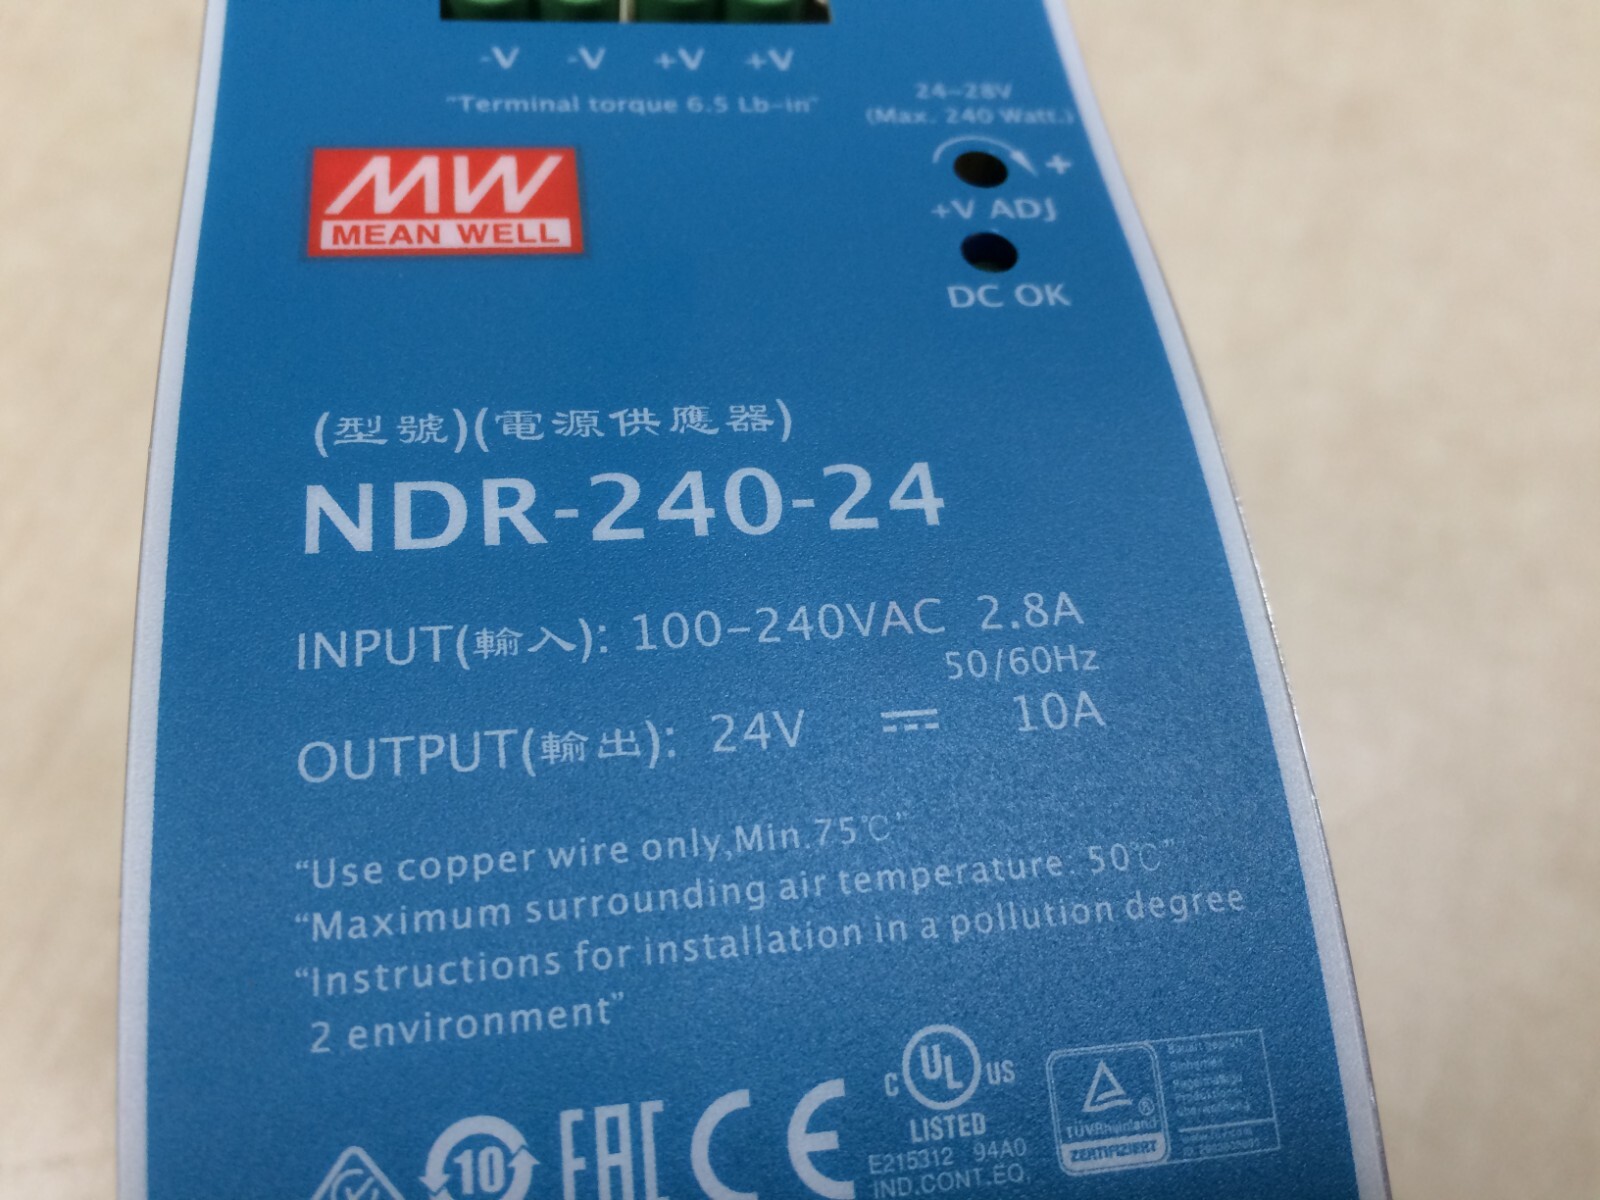 -V -V +V +V
"Terminal torque 6.5 Lb-in"
24-28V
(Max. 240 Watt.)
+
+V ADJ
DC OK
MW
MEAN WELL
(型號)(電源供應器)
NDR-240-24
INPUT(輸入): 100-240VAC 2.8A
50/60Hz
OUTPUT(輸出): 24V 10A
"Use copper wire only,Min.75℃"
"Maximum surrounding air temperature: 50℃"
"Instructions for installation in a pollution degree
2 environment"
10
EAC
CE
C UL US
LISTED
E215312 94A0
IND.CONT.EQ.
TÜVRheinland
ZERTIFIZIERT